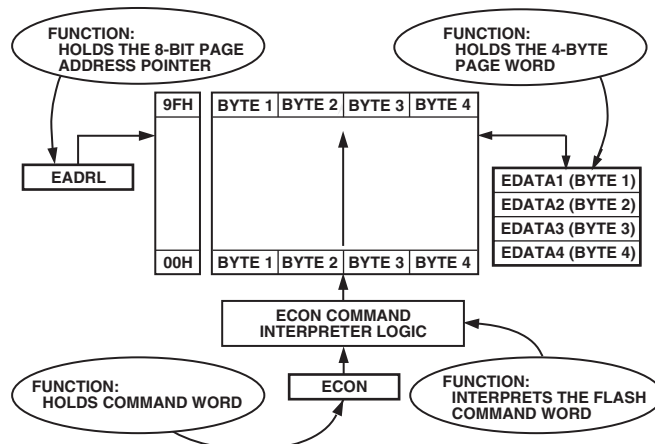 FUNCTION:
HOLDS THE 8-BIT PAGE
ADDRESS POINTER
FUNCTION:
HOLDS THE 4-BYTE
PAGE WORD
9FH
BYTE 1
BYTE 2
BYTE 3
BYTE 4
EADRL
EDATA1 (BYTE 1)
EDATA2 (BYTE 2)
EDATA3 (BYTE 3)
EDATA4 (BYTE 4)
00H
BYTE 1
BYTE 2
BYTE 3
BYTE 4
ECON COMMAND
INTERPRETER LOGIC
FUNCTION:
HOLDS COMMAND WORD
ECON
FUNCTION:
INTERPRETS THE FLASH
COMMAND WORD